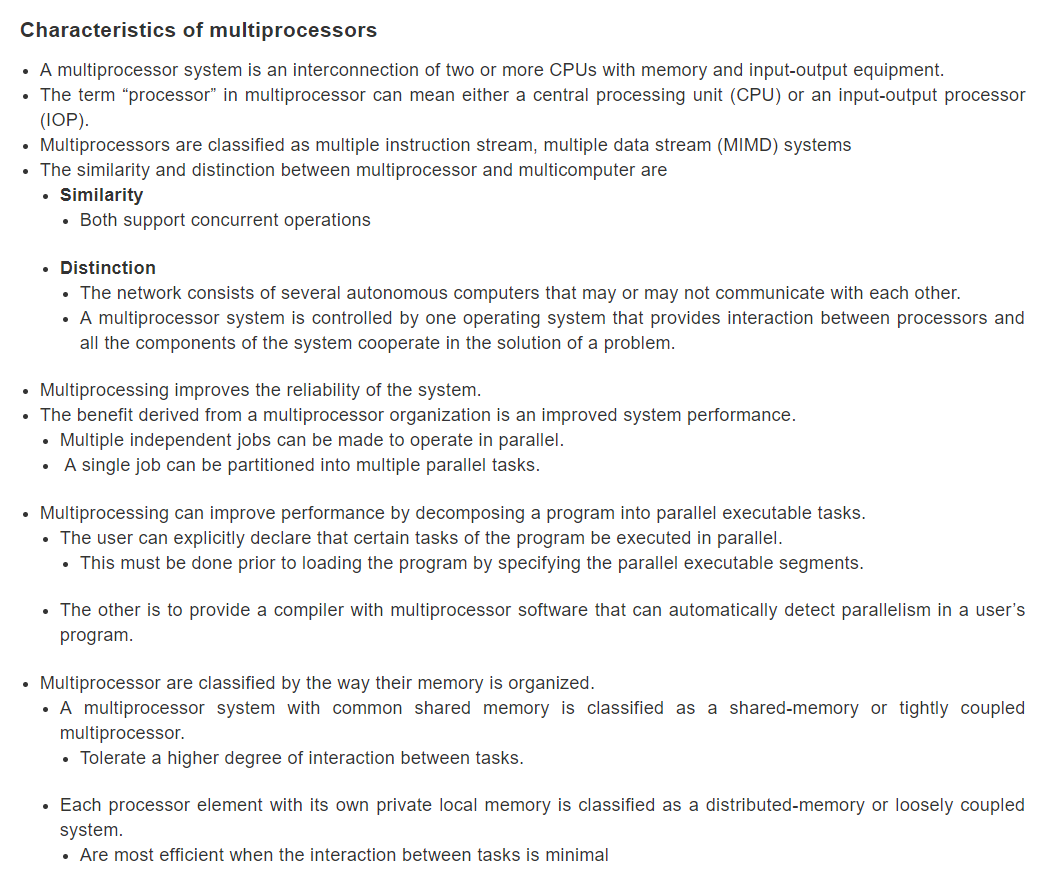 Characteristics of multiprocessors
• A multiprocessor system is an interconnection of two or more CPUs with memory and input-output equipment.
• The term “processor” in multiprocessor can mean either a central processing unit (CPU) or an input-output processor
(IOP).
• Multiprocessors are classified as multiple instruction stream, multiple data stream (MIMD) systems
• The similarity and distinction between multiprocessor and multicomputer are
• Similarity
• Both support concurrent operations
• Distinction
• The network consists of several autonomous computers that may or may not communicate with each other.
• A multiprocessor system is controlled by one operating system that provides interaction between processors and
all the components of the system cooperate in the solution of a problem.
• Multiprocessing improves the reliability of the system.
• The benefit derived from a multiprocessor organization is an improved system performance.
• Multiple independent jobs can be made to operate in parallel.
• A single job can be partitioned into multiple parallel tasks.
• Multiprocessing can improve performance by decomposing a program into parallel executable tasks.
• The user can explicitly declare that certain tasks of the program be executed in parallel.
• This must be done prior to loading the program by specifying the parallel executable segments.
• The other is to provide a compiler with multiprocessor software that can automatically detect parallelism in a user’s
program.
• Multiprocessor are classified by the way their memory is organized.
• A multiprocessor system with common shared memory is classified as a shared-memory or tightly coupled
multiprocessor.
• Tolerate a higher degree of interaction between tasks.
• Each processor element with its own private local memory is classified as a distributed-memory or loosely coupled
system.
• Are most efficient when the interaction between tasks is minimal